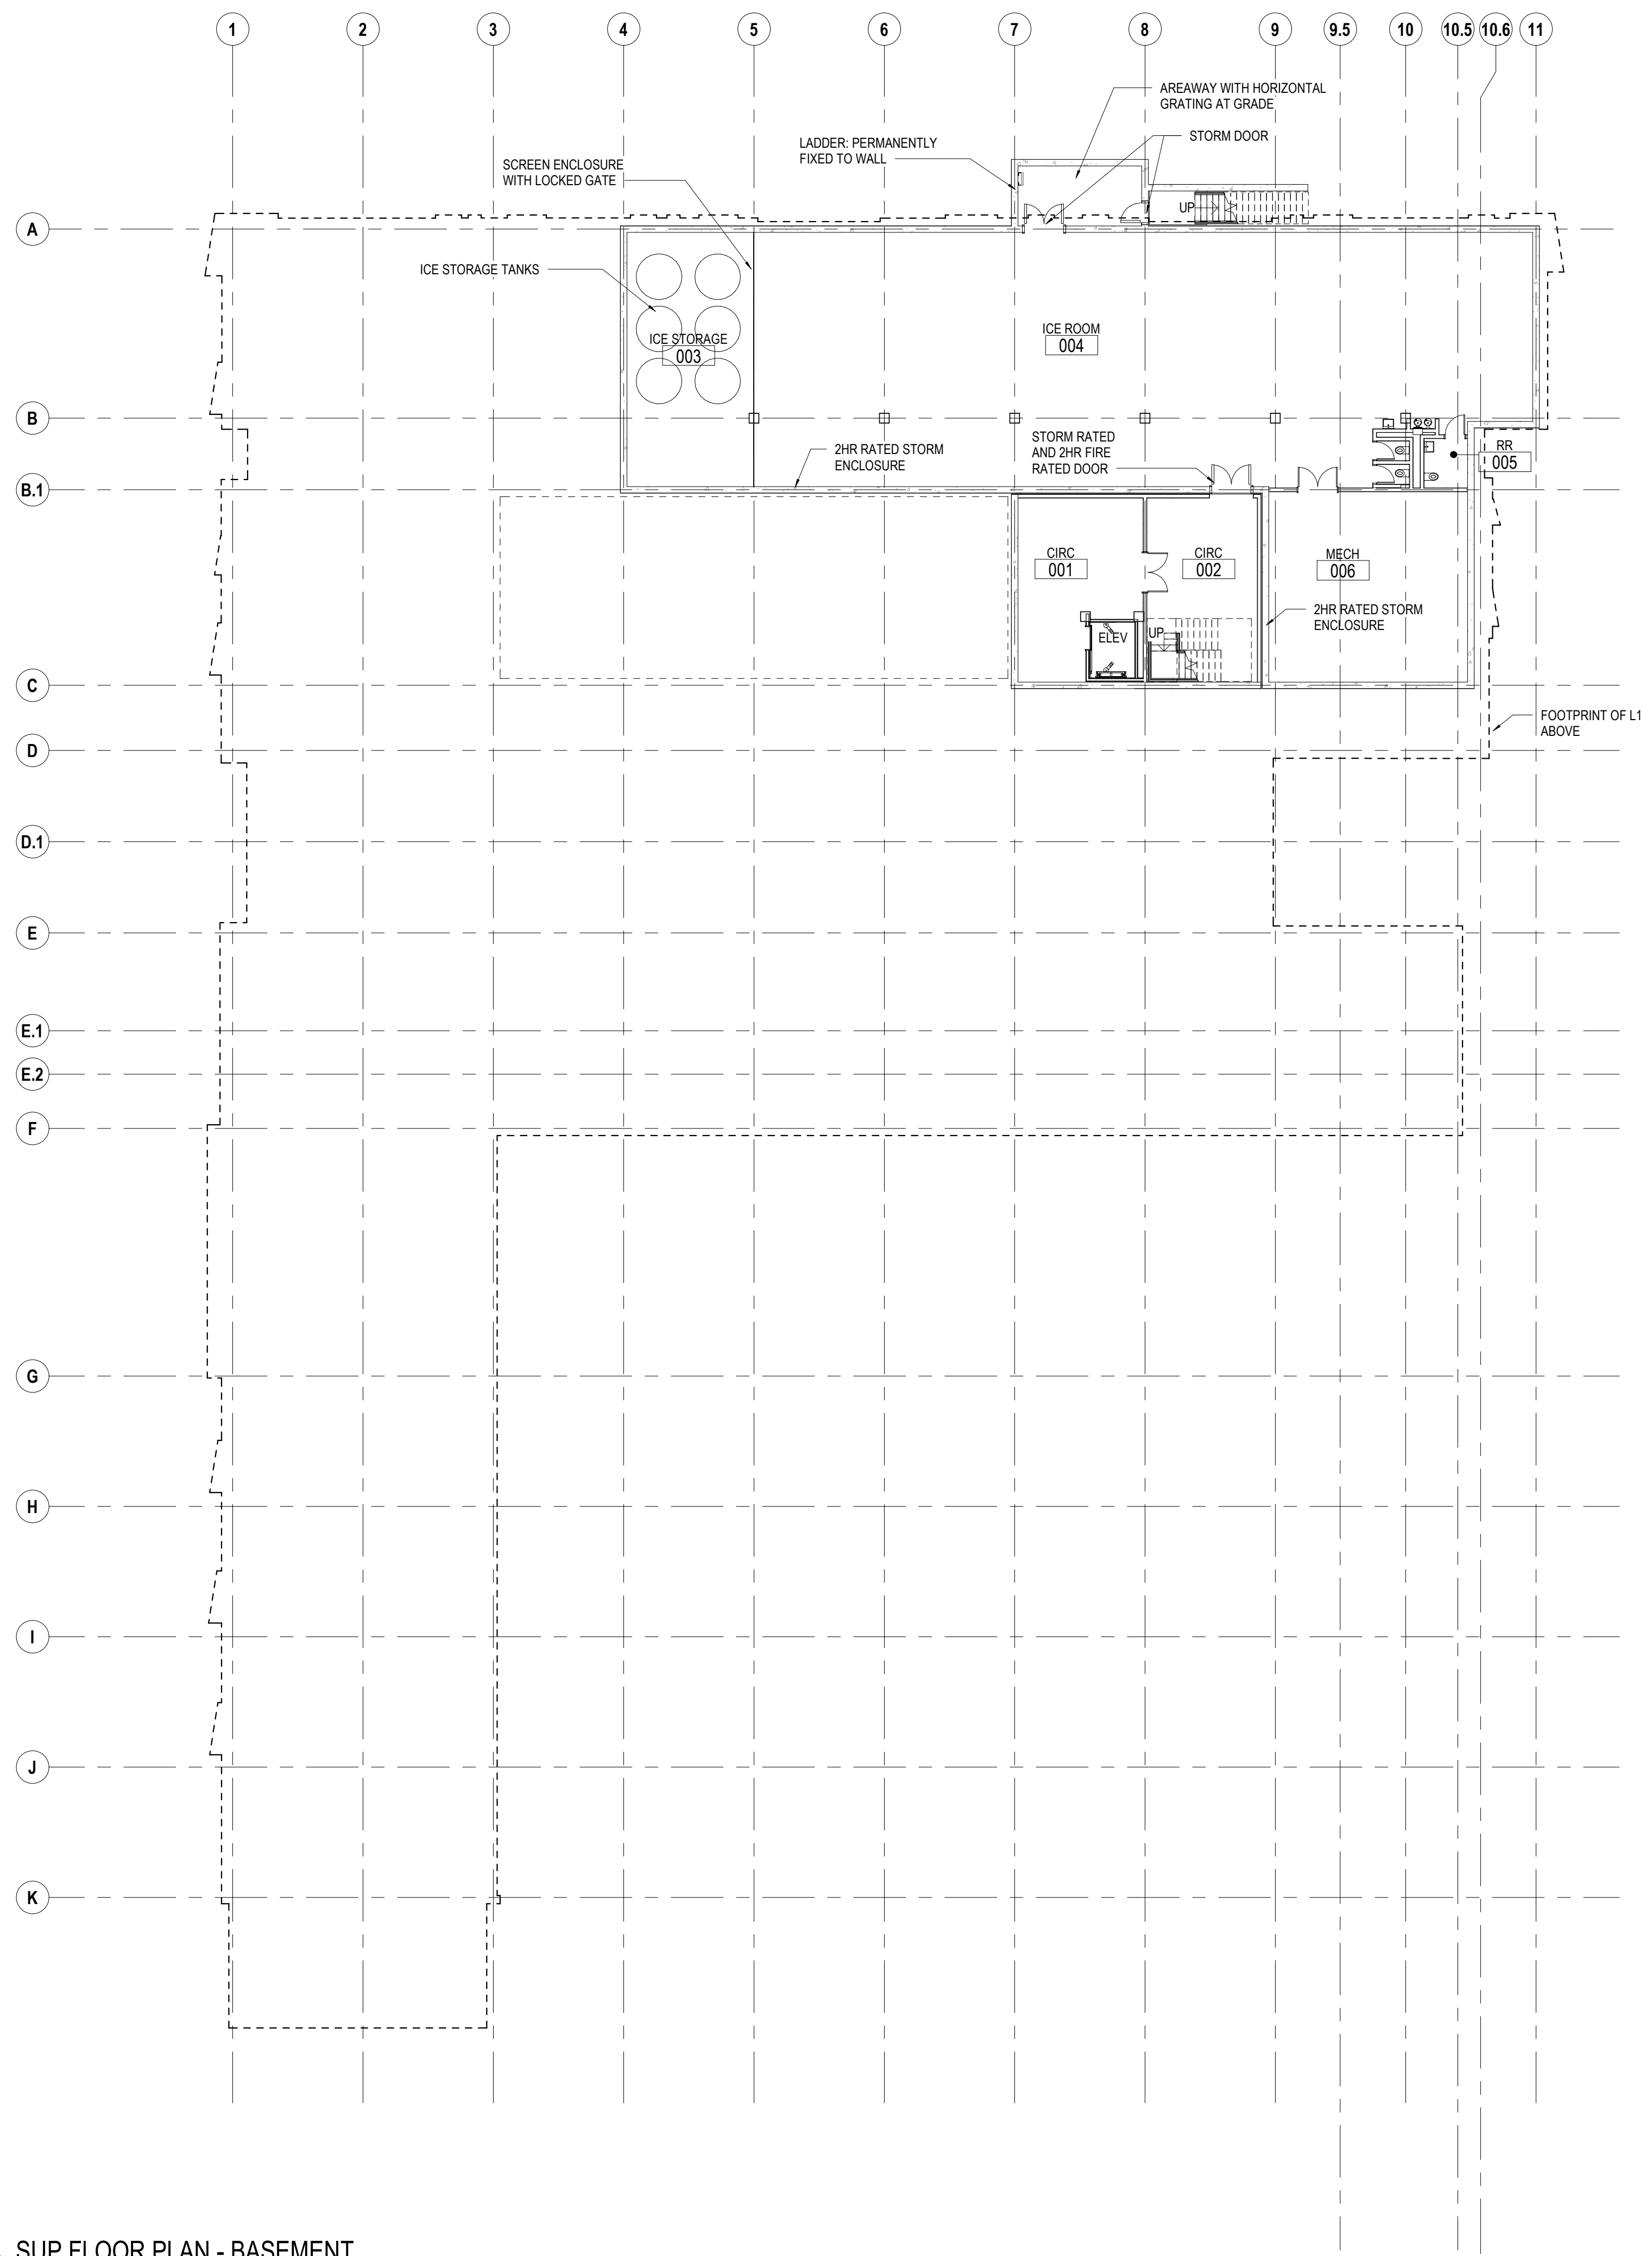 1 2 3 4 5 6 7 8 9 9.5 10 10.5 10.6 11
AREAWAY WITH HORIZONTAL
GRATING AT GRADE
STORM DOOR
LADDER: PERMANENTLY
FIXED TO WALL
SCREEN ENCLOSURE
WITH LOCKED GATE
UP
A
ICE STORAGE TANKS
ICE STORAGE
003
ICE ROOM
004
B
STORM RATED
AND 2HR FIRE
RATED DOOR
2HR RATED STORM
ENCLOSURE
RR
005
B.1
CIRC
001
CIRC
002
MECH
006
2HR RATED STORM
ENCLOSURE
ELEV
UP
C
FOOTPRINT OF L1
ABOVE
D
D.1
E
E.1
E.2
F
G
H
I
J
K
SUP FLOOR PLAN - BASEMENT